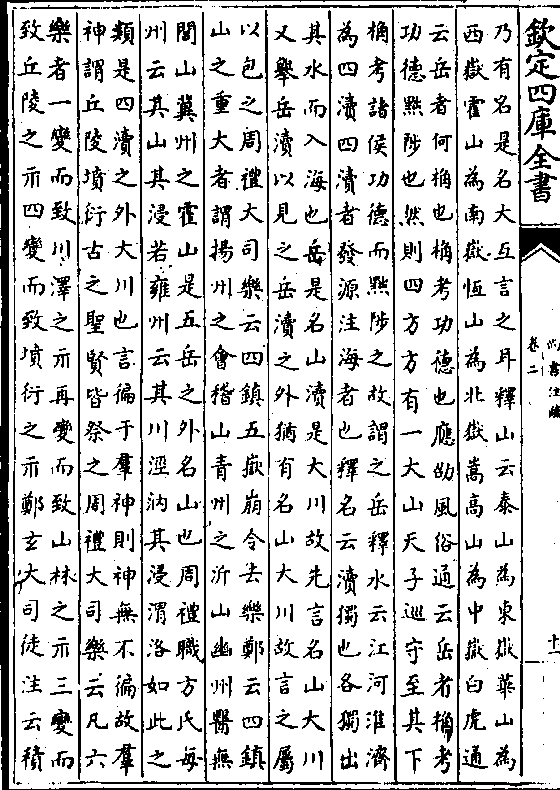 欽定四庫全書
尚書注疏
卷二
十一
乃有名是名大互言之耳釋山云泰山為東嶽華山為
西嶽霍山為南嶽恆山為北嶽嵩高山為中嶽白虎通
云岳者何桷也桷考功德也應劭風俗通云岳者桷考
功德黜陟也然則四方方有一大山天子巡守至其下
桷考諸侯功德而黜陟之故謂之岳釋水云江河淮濟
為四瀆四瀆者發源注海者也釋名云瀆獨也各獨出
其水而入海也岳是名山瀆是大川故先言名山大川
又舉岳瀆以見之岳瀆之外猶有名山大川故言之屬
以包之周禮大司樂云四鎮五嶽崩令去樂鄭云四鎮
山之重大者謂揚州之會稽山青州之沂山幽州醫無
閭山冀州之霍山是五岳之外名山也周禮職方氏每
州云其山其浸若雍州云其川涇汭其浸渭洛如此之
類是四瀆之外大川也言徧于羣神則神無不徧故羣
神謂丘陵墳衍古之聖賢皆祭之周禮大司樂云凡六
樂者一變而致川澤之示再變而致山林之示三變而
致丘陵之示四變而致墳衍之示鄭玄大司徒注云積